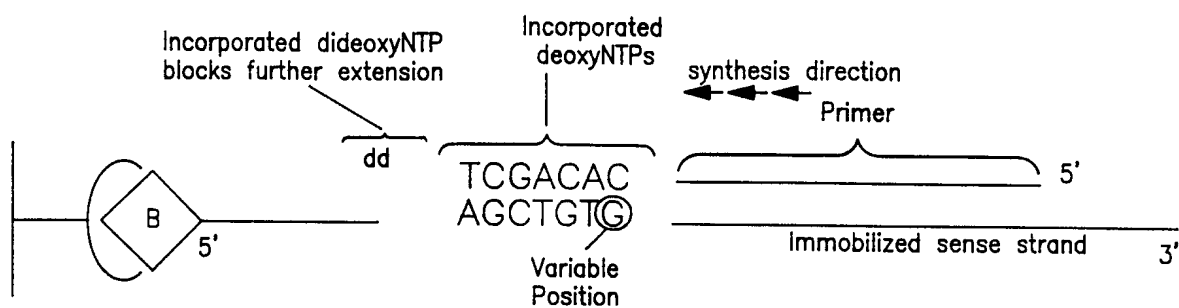 Incorporated dideoxyNTP
blocks further extension
Incorporated
deoxyNTPs
synthesis direction
Primer
dd
TCGACAC
5'
B
5'
AGCTGTG
Immobilized sense strand
3'
Variable
Position